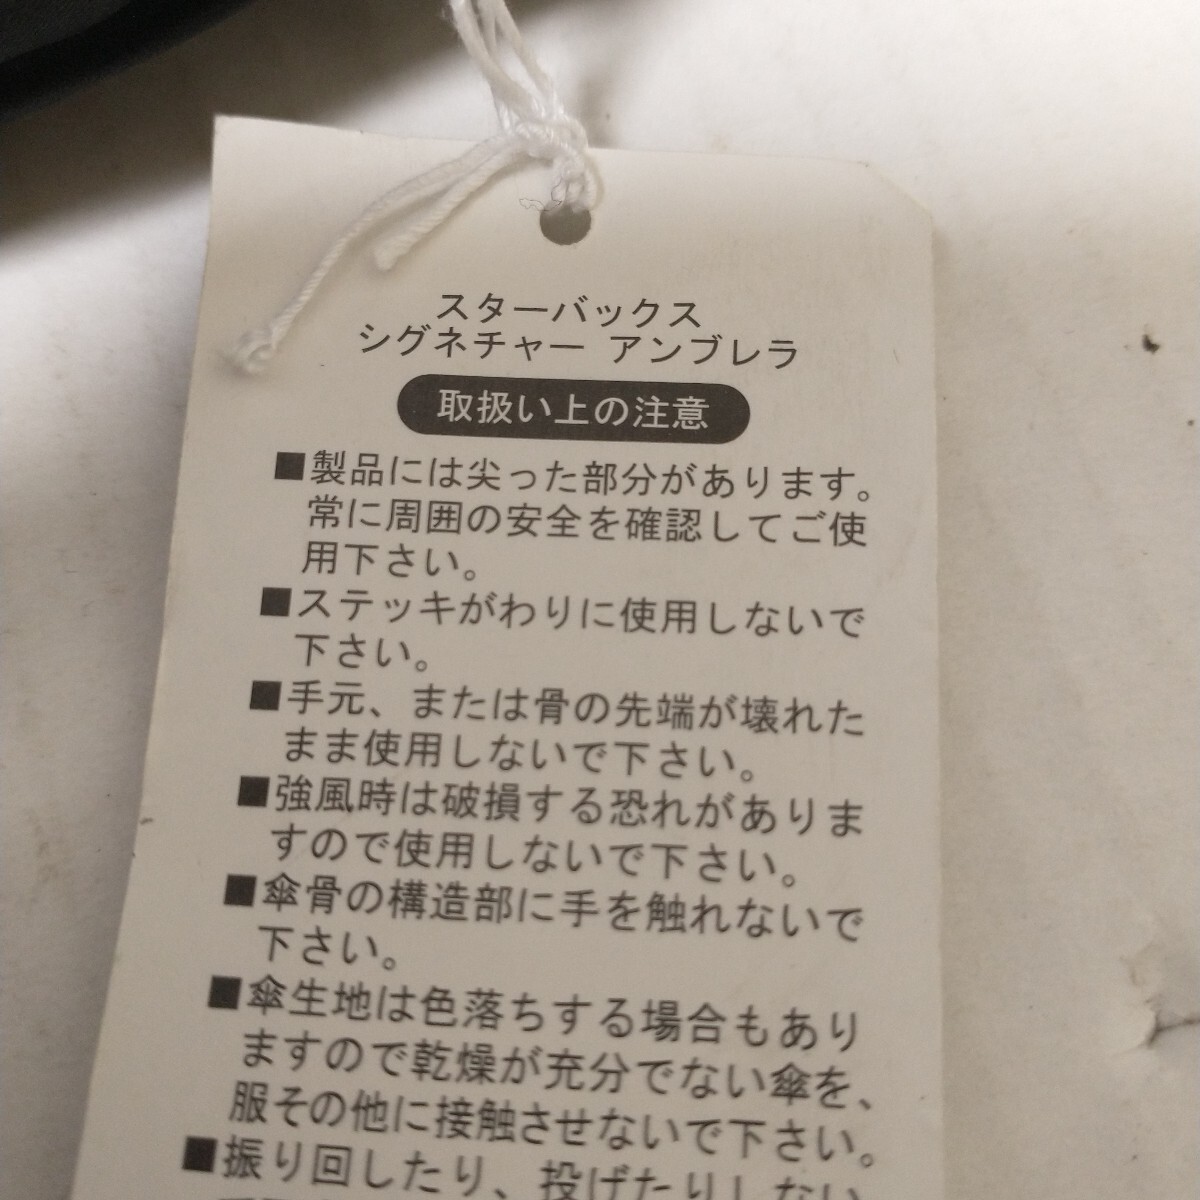 スターバックス
シグネチャー アンブレラ
取扱い上の注意
■製品には尖った部分があります。
常に周囲の安全を確認してご使
用下さい。
■ステッキがわりに使用しないで
下さい。
■手元、または骨の先端が壊れた
まま使用しないで下さい。
■強風時は破損する恐れがありま
すので使用しないで下さい。
■傘骨の構造部に手を触れないで
下さい。
■傘生地は色落ちする場合もあり
ますので乾燥が充分でない傘を、
服その他に接触させないで下さい。
■振り回したり、投げたりしない